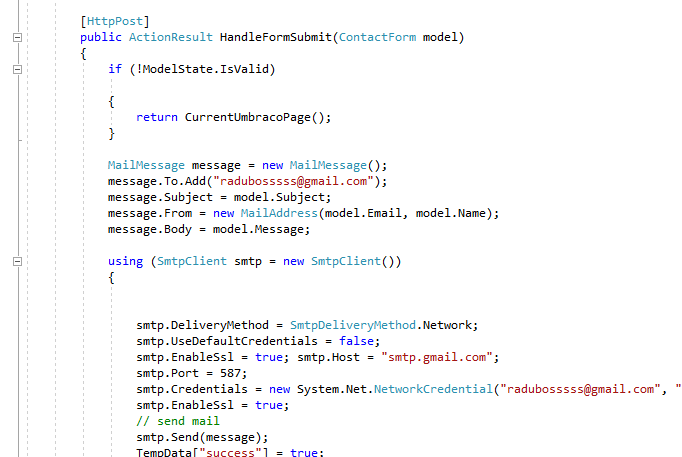 [HttpPost]
public ActionResult HandleFormSubmit(ContactForm model)
{
if (!ModelState.IsValid)
{
return CurrentUmbracoPage();
}
MailMessage message = new MailMessage();
message.To.Add("radubosssss@gmail.com");
message.Subject = model.Subject;
message.From = new MailAddress(model.Email, model.Name);
message.Body = model.Message;
using (SmtpClient smtp = new SmtpClient())
{
smtp.DeliveryMethod = SmtpDeliveryMethod.Network;
smtp.UseDefaultCredentials = false;
smtp.EnableSsl = true; smtp.Host = "smtp.gmail.com";
smtp.Port = 587;
smtp.Credentials = new System.Net.NetworkCredential("radubosssss@gmail.com", "
smtp.EnableSsl = true;
// send mail
smtp.Send(message);
TempData["success"] = true;